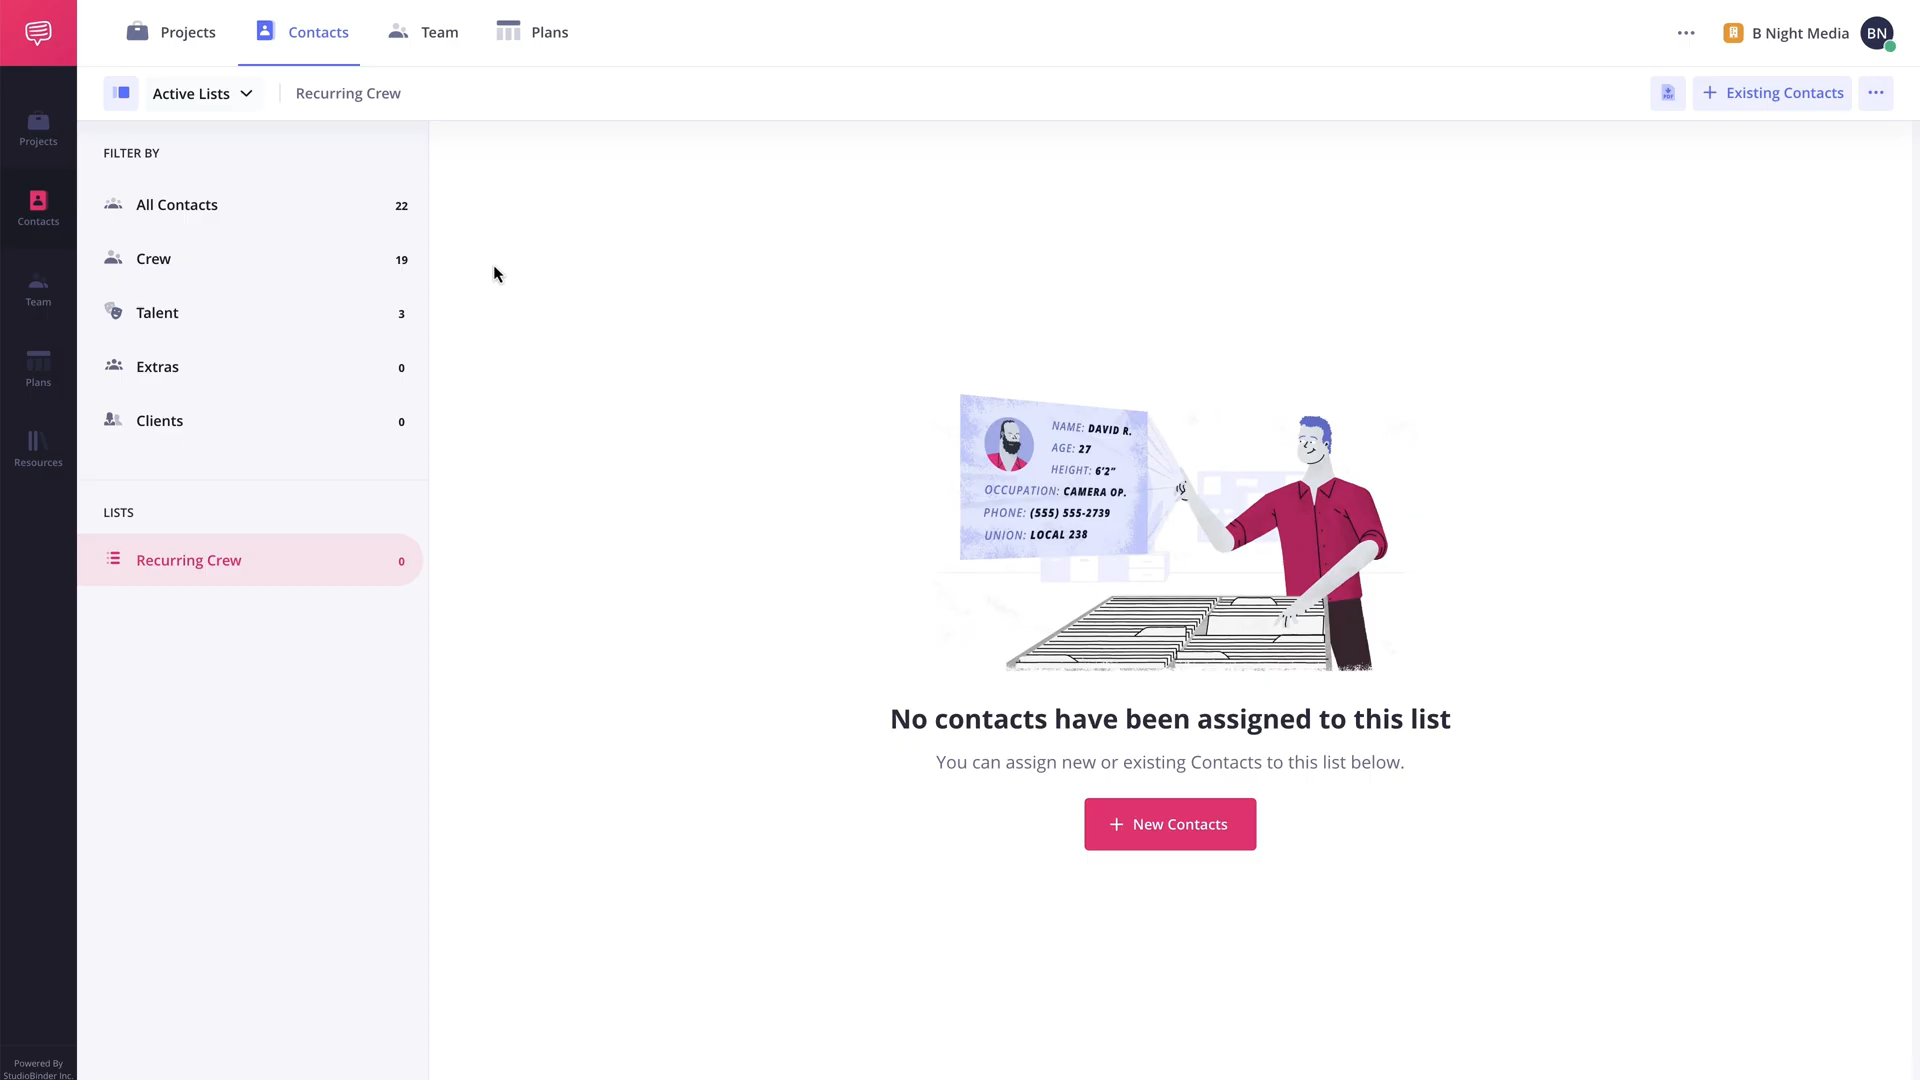 Projects
Contacts
Team
Plans
B Night Media
BN
Active Lists
Recurring Crew
PDF
Existing Contacts
Projects
Contacts
Team
Plans
Resources
Powered By
StudioBinder Inc.
FILTER BY
All Contacts 22
Crew 19
Talent 3
Extras 0
Clients 0
LISTS
Recurring Crew 0
NAME: DAVID R.
AGE: 27
HEIGHT: 6'2"
OCCUPATION: CAMERA OP.
PHONE: (555) 555-2739
UNION: LOCAL 238
No contacts have been assigned to this list
You can assign new or existing Contacts to this list below.
New Contacts